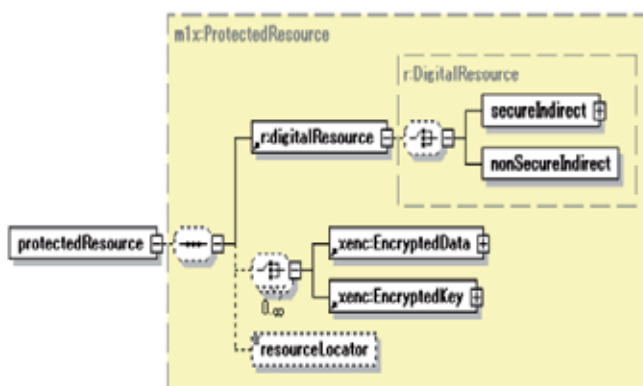 m1x:ProtectedResource
r:DigitalResource
secureIndirect
r:digitalResource
nonSecureIndirect
protectedResource
xenc:EncryptedData
xenc:EncryptedKey
0..∞
resourceLocator